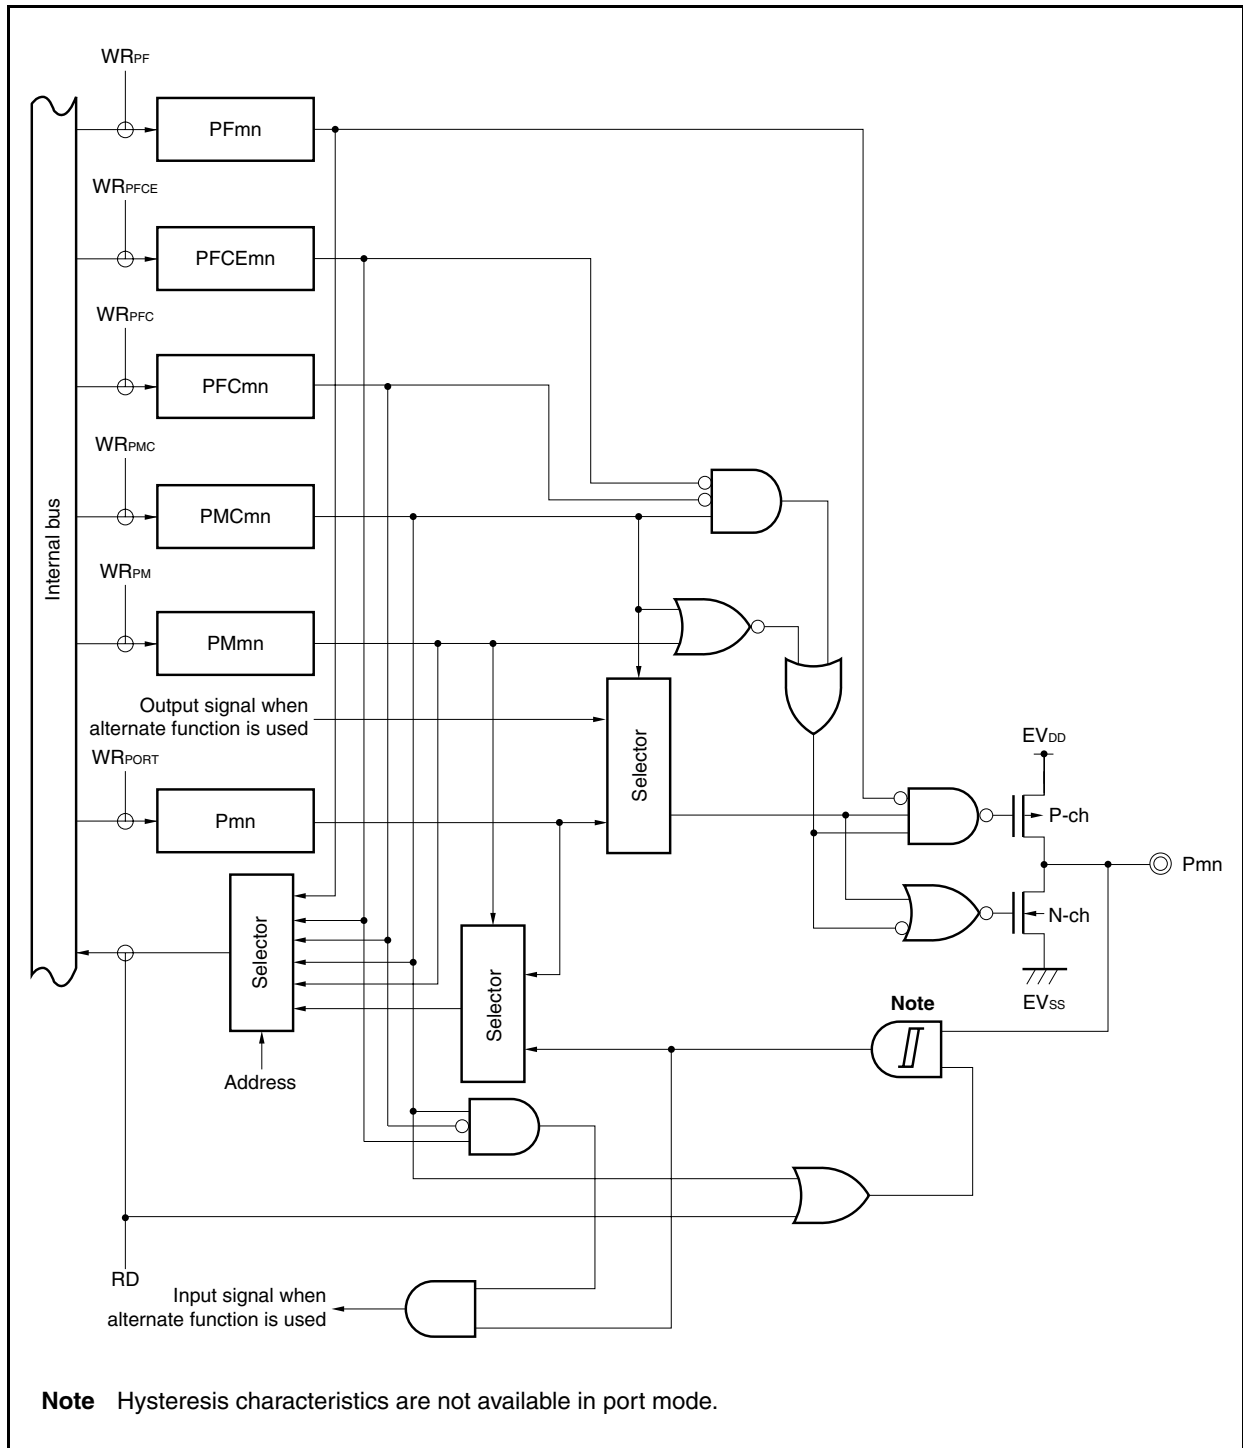 WRPF
PFmn
WRPFCE
PFCEmn
WRPFC
PFCmn
WRPMC
PMCmn
Internal bus
WRPM
PMmn
Output signal when
alternate function is used
Selector
WRPORT
Pmn
EVDD
P-ch
Pmn
N-ch
EVSS
Selector
Selector
Note
Address
RD
Input signal when
alternate function is used
Note Hysteresis characteristics are not available in port mode.